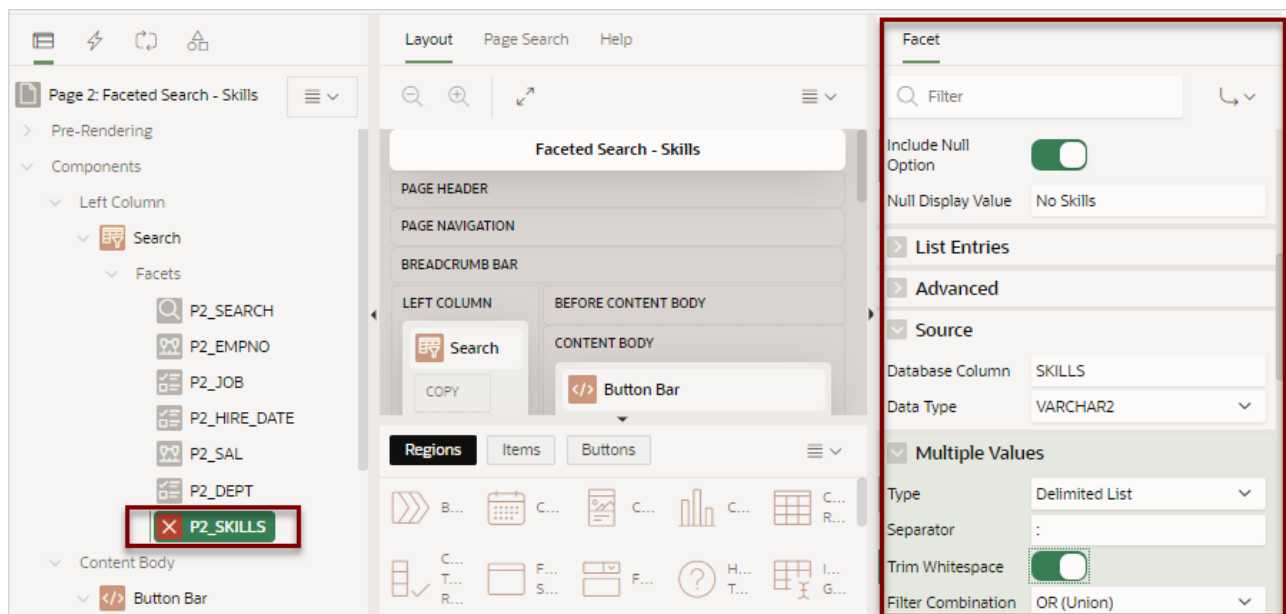 Page 2: Faceted Search - Skills
Pre-Rendering
Components
Left Column
Search
Facets
P2_SEARCH
P2_EMPNO
P2_JOB
P2_HIRE_DATE
P2_SAL
P2_DEPT
P2_SKILLS
Content Body
</> Button Bar
Layout Page Search Help
Faceted Search - Skills
PAGE HEADER
PAGE NAVIGATION
BREADCRUMB BAR
LEFT COLUMN
Search
COPY
BEFORE CONTENT BODY
CONTENT BODY
</> Button Bar
Regions Items Buttons
B... C... C... C... C...
R...
C...
T...
R...
F...
S...
F...
H...
T...
I...
G...
Facet
Filter
Include Null
Option
Null Display Value No Skills
List Entries
Advanced
Source
Database Column SKILLS
Data Type VARCHAR2
Multiple Values
Type Delimited List
Separator :
Trim Whitespace
Filter Combination OR (Union)